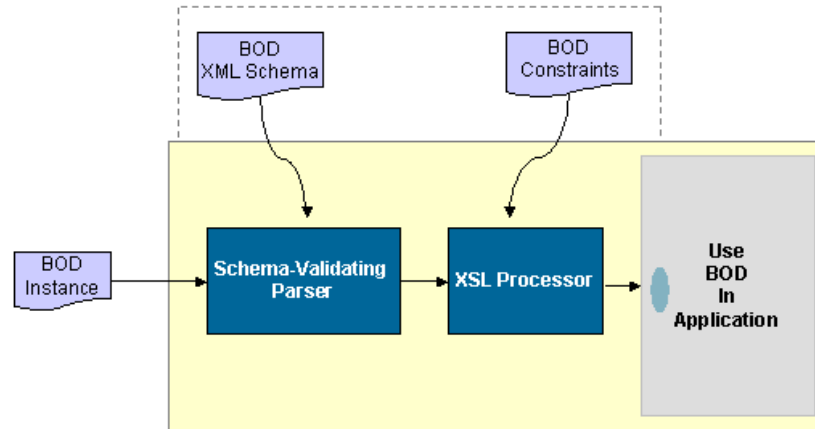 BOD
XML Schema
BOD
Constraints
BOD
Instance
Schema-Validating
Parser
XSL Processor
Use
BOD
In
Application